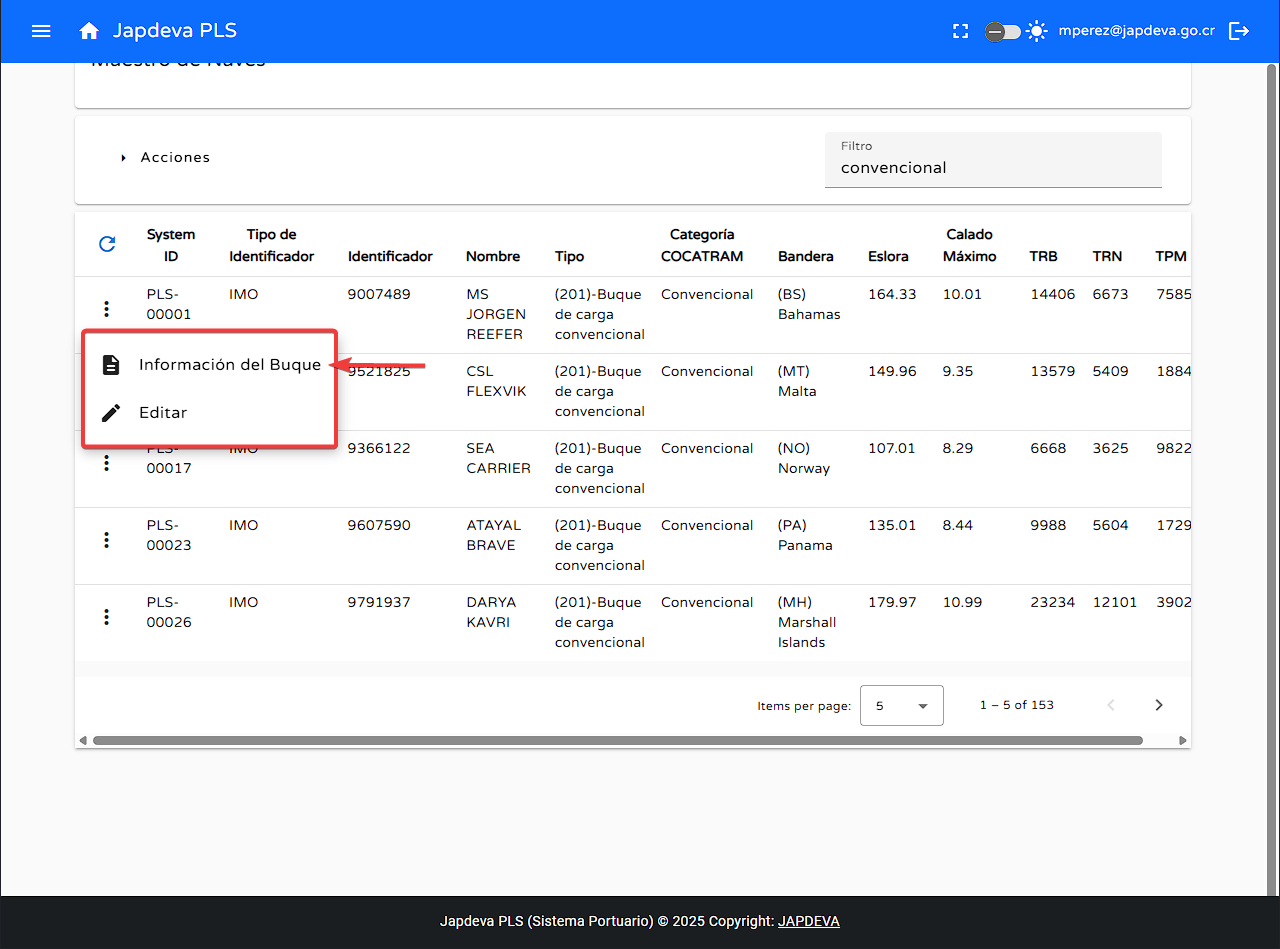 Japdeva PLS
mperez@japdeva.go.cr
Maestro de Naves
Acciones
Filtro
convencional
System ID Tipo de Identificador Identificador Nombre Tipo Categoría COCATRAM Bandera Eslora Calado Máximo TRB TRN TPM
PLS-00001 IMO 9007489 MS JORGEN REEFER (201)-Buque de carga convencional Convencional (BS) Bahamas 164.33 10.01 14406 6673 7585
Información del Buque
Editar
9521825 CSL FLEXVIK (201)-Buque de carga convencional Convencional (MT) Malta 149.96 9.35 13579 5409 1884
PLS-00017 IMO 9366122 SEA CARRIER (201)-Buque de carga convencional Convencional (NO) Norway 107.01 8.29 6668 3625 9822
PLS-00023 IMO 9607590 ATAYAL BRAVE (201)-Buque de carga convencional Convencional (PA) Panama 135.01 8.44 9988 5604 1729
PLS-00026 IMO 9791937 DARYA KAVRI (201)-Buque de carga convencional Convencional (MH) Marshall Islands 179.97 10.99 23234 12101 3902
Items per page: 5 1 – 5 of 153
Japdeva PLS (Sistema Portuario) © 2025 Copyright: JAPDEVA